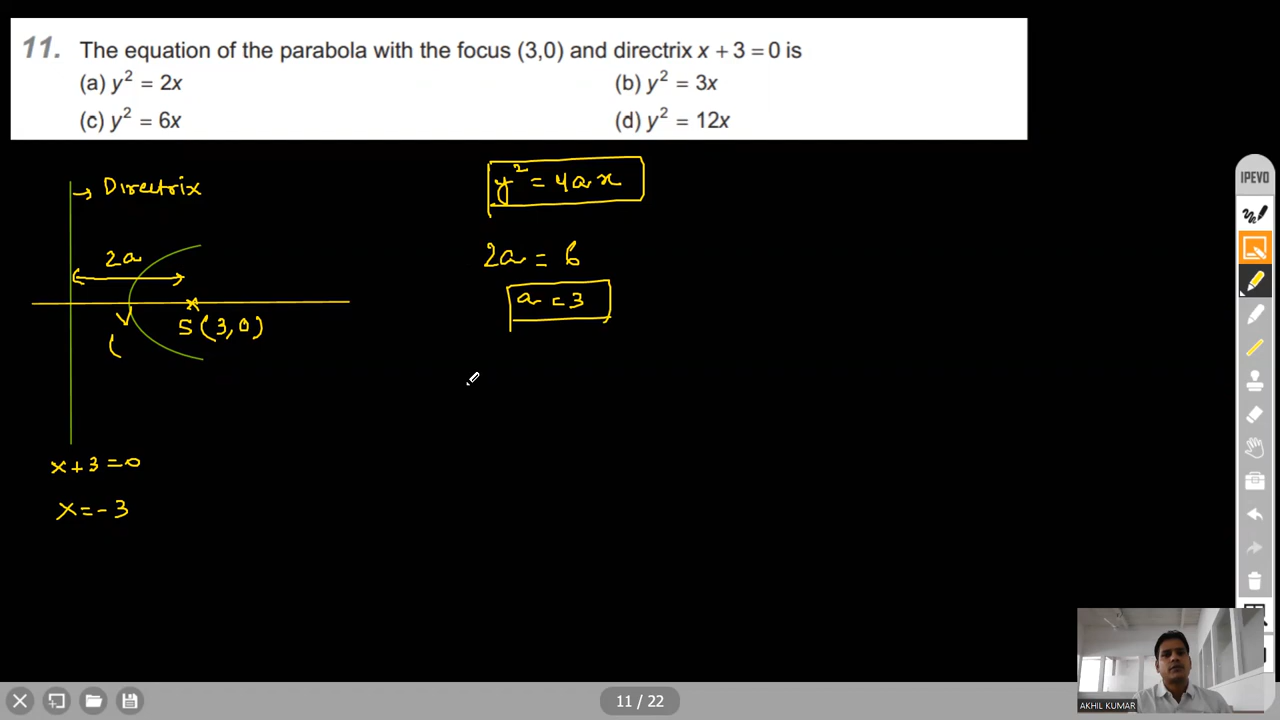 11. The equation of the parabola with the focus (3,0) and directrix x + 3 = 0 is
(a) y² = 2x (b) y² = 3x
(c) y² = 6x (d) y² = 12x
y² = 4ax
→ Directrix
2a
2a = 6
a = 3
S(3,0)
(
x+3=0
x=-3
IPEVO
11 / 22
AKHIL KUMAR